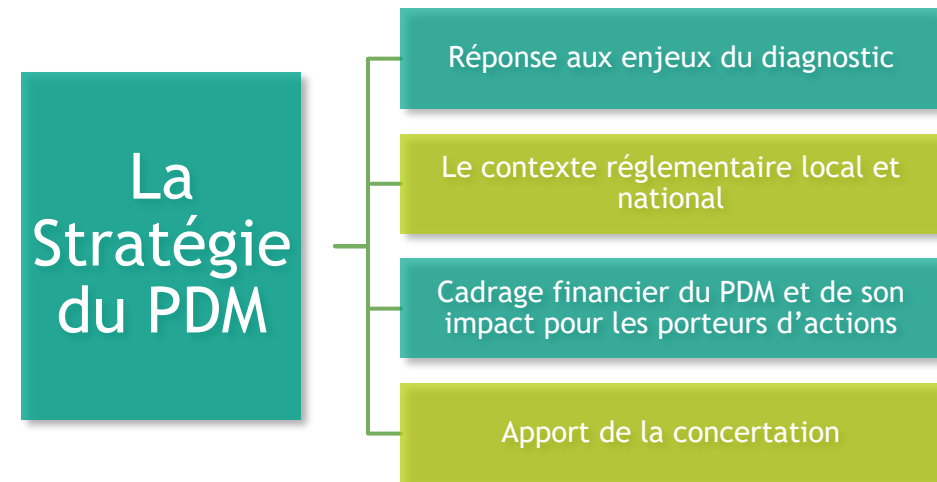 La
Stratégie
du PDM
Réponse aux enjeux du diagnostic
Le contexte réglementaire local et
national
Cadrage financier du PDM et de son
impact pour les porteurs d’actions
Apport de la concertation